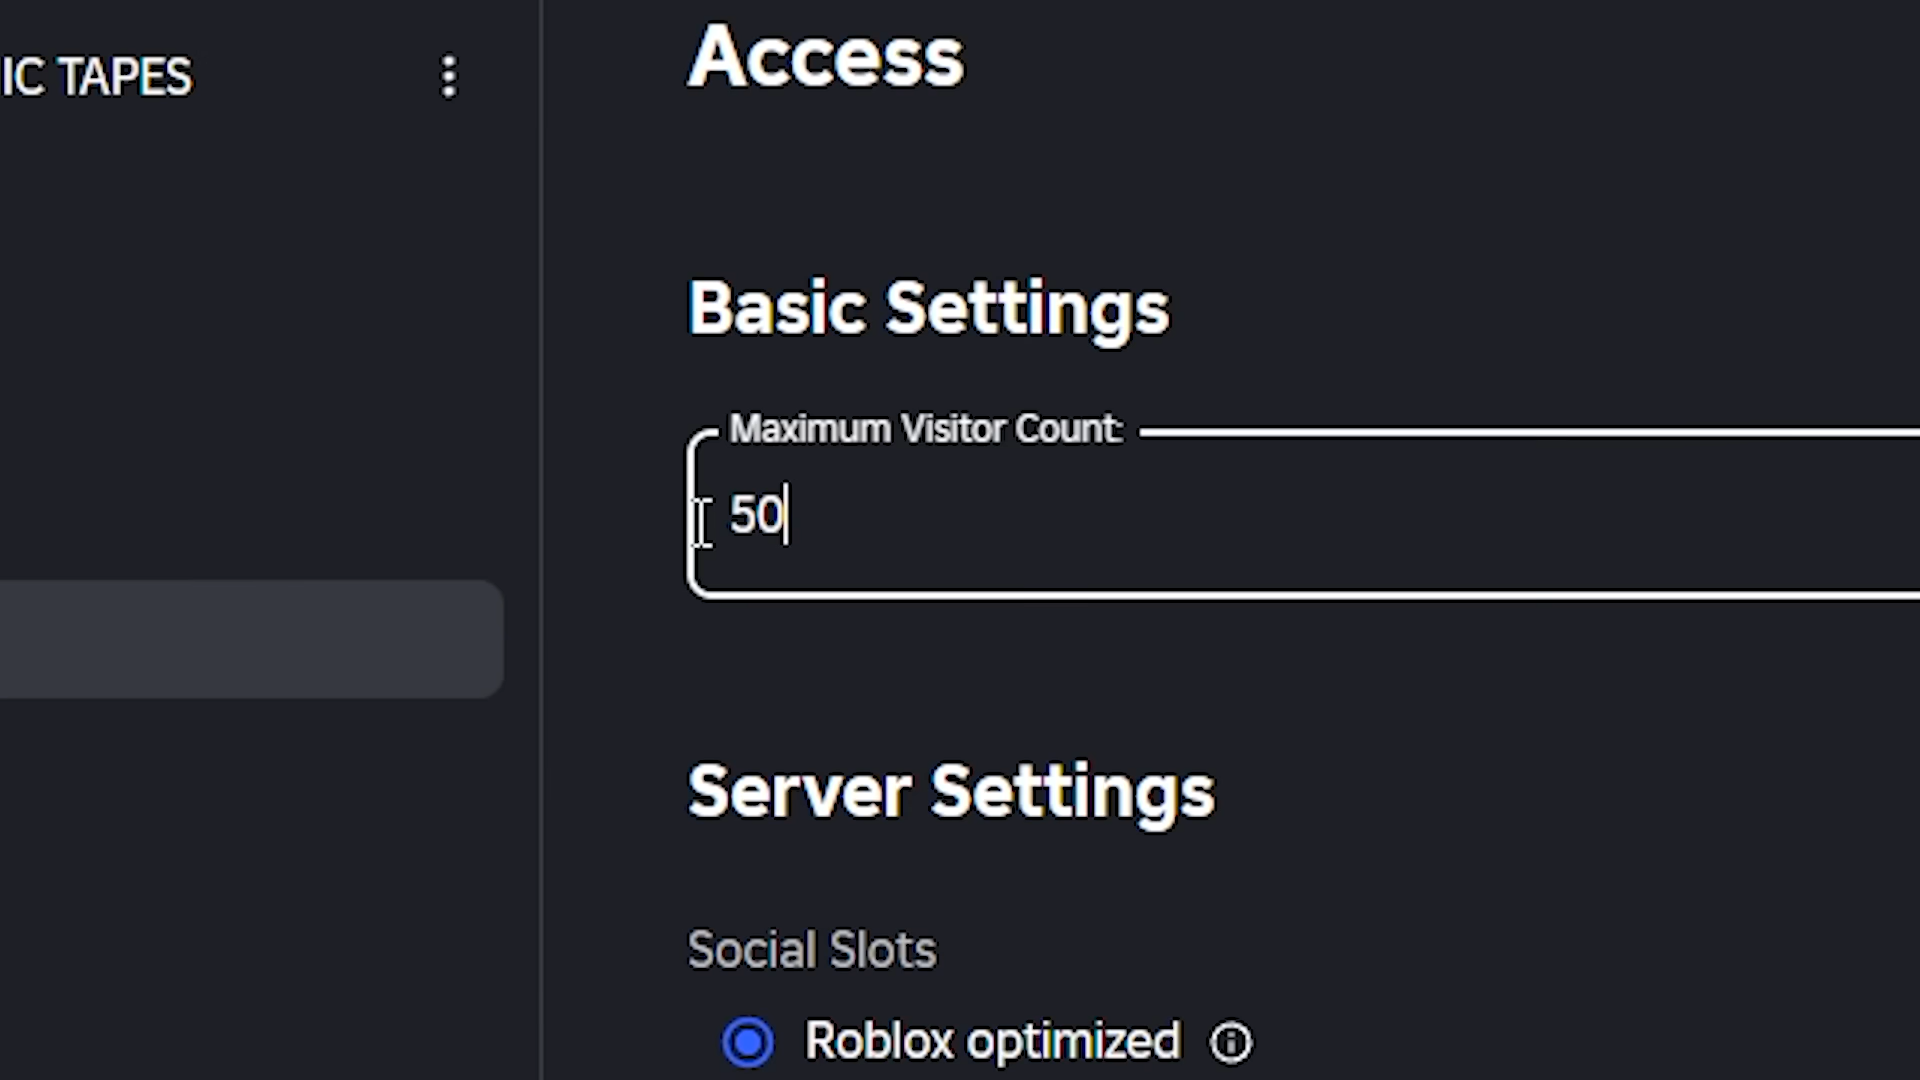 IC TAPES
Access
Basic Settings
Maximum Visitor Count:
50
Server Settings
Social Slots
Roblox optimized